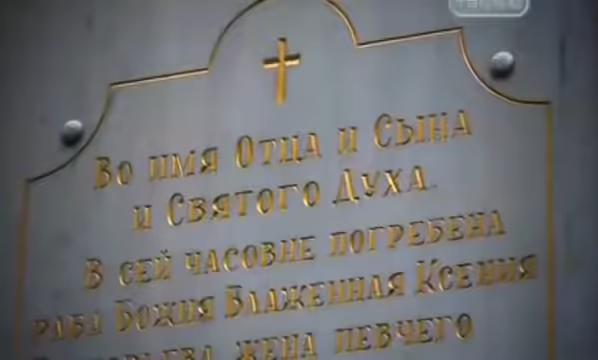 Во имя Отца и Сына
и Святого Духа.
В сей часовне погребена
раба Божия Блаженная Ксения
жена певчего